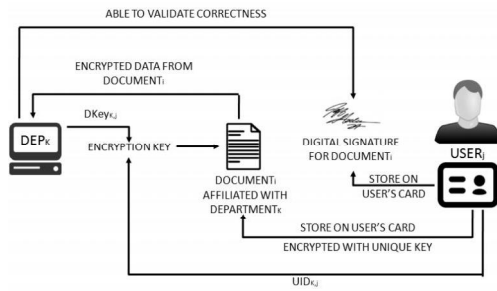 ABLE TO VALIDATE CORRECTNESS
ENCRYPTED DATA FROM
DOCUMENTi
DKeyK,j
DEPK
ENCRYPTION KEY
DIGITAL SIGNATURE
FOR DOCUMENTi
USERj
DOCUMENTi
AFFILIATED WITH
DEPARTMENTK
STORE ON
USER'S CARD
STORE ON USER'S CARD
ENCRYPTED WITH UNIQUE KEY
UIDK,j